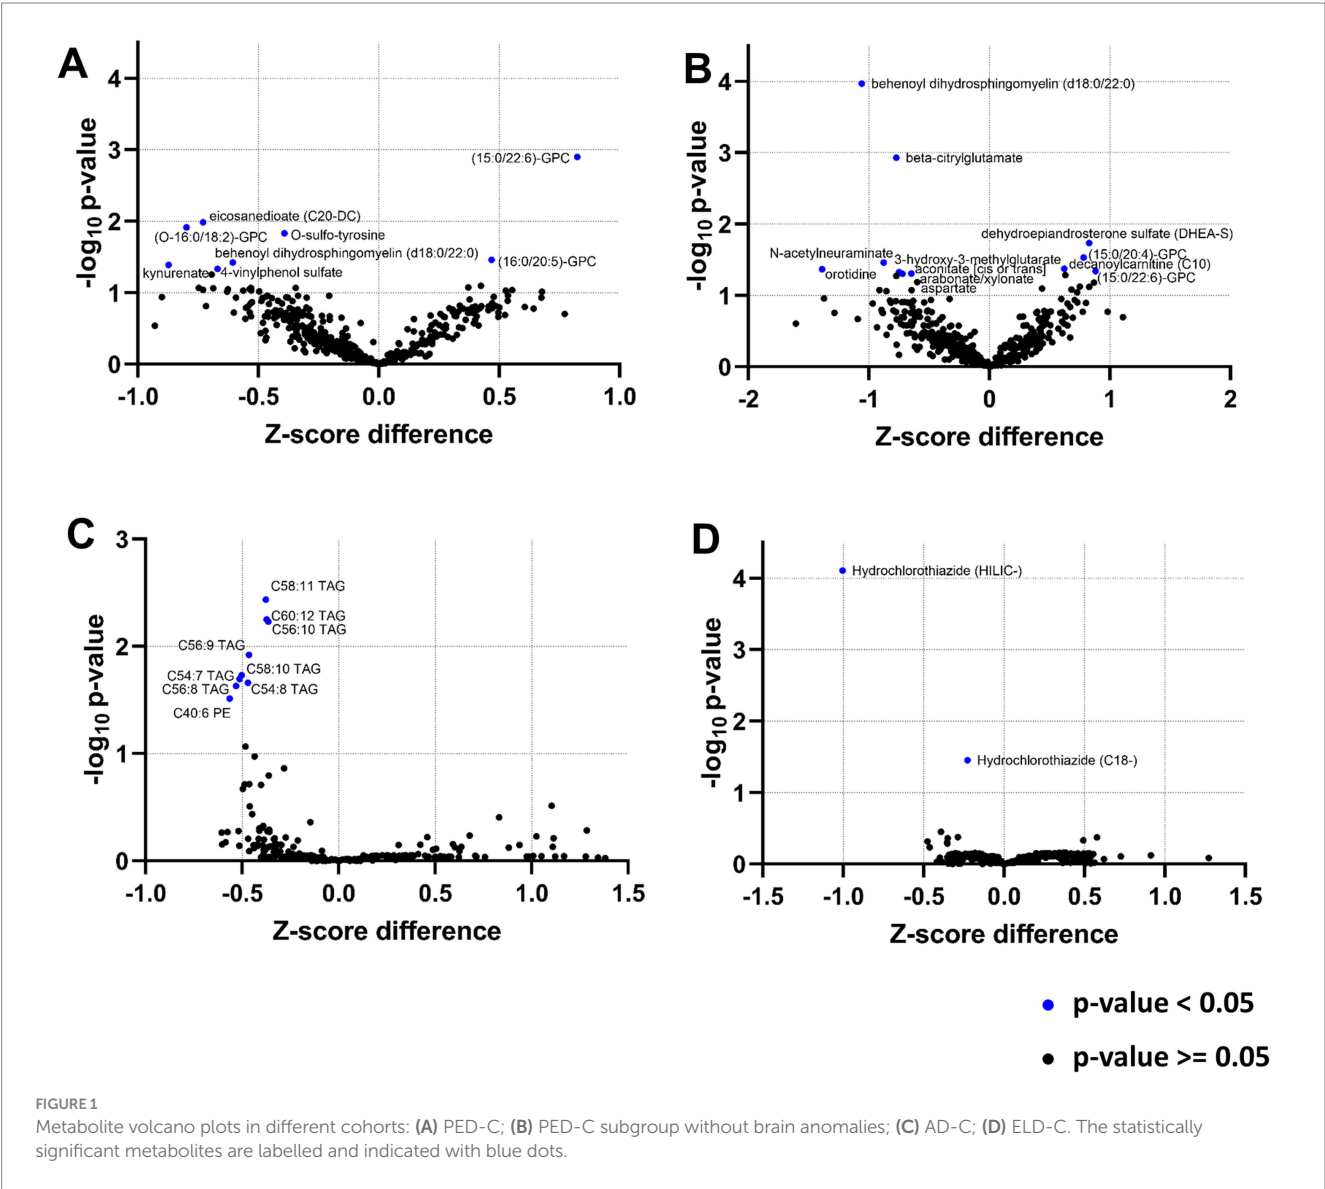 A
4
3
2
1
0
-log10 p-value
(15:0/22:6)-GPC
eicosanedioate (C20-DC)
(O-16:0/18:2)-GPC
O-sulfo-tyrosine
behenoyl dihydrosphingomyelin (d18:0/22:0)
(16:0/20:5)-GPC
kynurenate
4-vinylphenol sulfate
-1.0 -0.5 0.0 0.5 1.0
Z-score difference
B
4
3
2
1
0
-log10 p-value
behenoyl dihydrosphingomyelin (d18:0/22:0)
beta-citrylglutamate
dehydroepiandrosterone sulfate (DHEA-S)
N-acetylneuraminate
3-hydroxy-3-methylglutarate
(15:0/20:4)-GPC
decanoylcarnitine (C10)
orotidine
aconitate [cis or trans]
arabonate/xylonate
(15:0/22:6)-GPC
aspartate
-2 -1 0 1 2
Z-score difference
C
3
2
1
0
-log10 p-value
C58:11 TAG
C60:12 TAG
C56:10 TAG
C56:9 TAG
C58:10 TAG
C54:7 TAG
C56:8 TAG
C54:8 TAG
C40:6 PE
-1.0 -0.5 0.0 0.5 1.0 1.5
Z-score difference
D
4
3
2
1
0
-log10 p-value
Hydrochlorothiazide (HILIC-)
Hydrochlorothiazide (C18-)
-1.5 -1.0 -0.5 0.0 0.5 1.0 1.5
Z-score difference
p-value < 0.05
p-value >= 0.05
FIGURE 1
Metabolite volcano plots in different cohorts: (A) PED-C; (B) PED-C subgroup without brain anomalies; (C) AD-C; (D) ELD-C. The statistically
significant metabolites are labelled and indicated with blue dots.